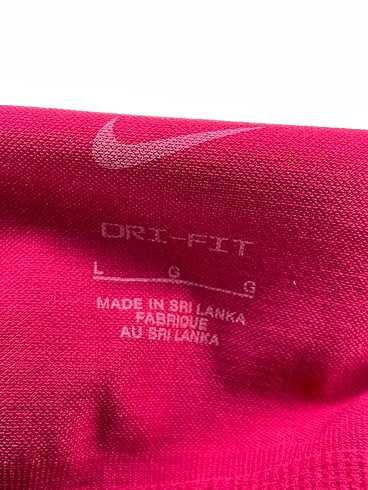 DRI-FIT
L G G
MADE IN SRI LANKA
FABRIQUE
AU SRI LANKA